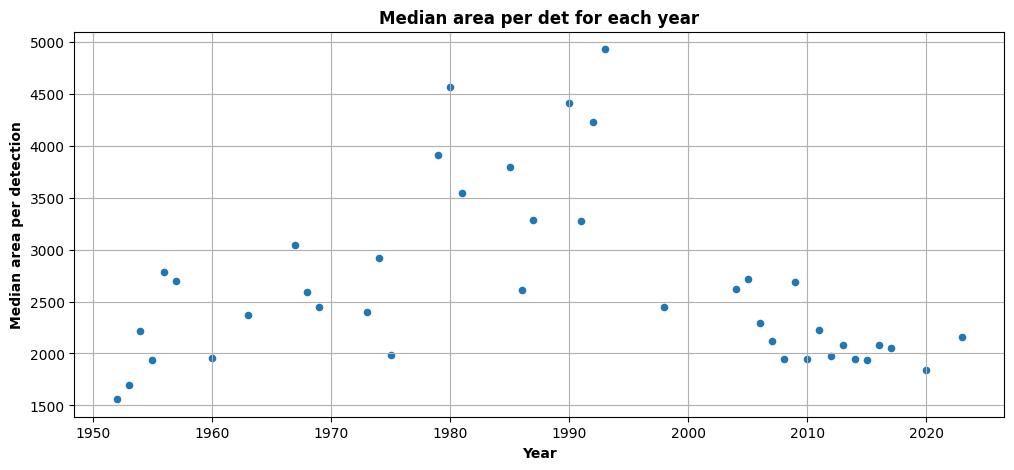 Median area per det for each year
Median area per detection
5000
4500
4000
3500
3000
2500
2000
1500
1950 1960 1970 1980 1990 2000 2010 2020
Year